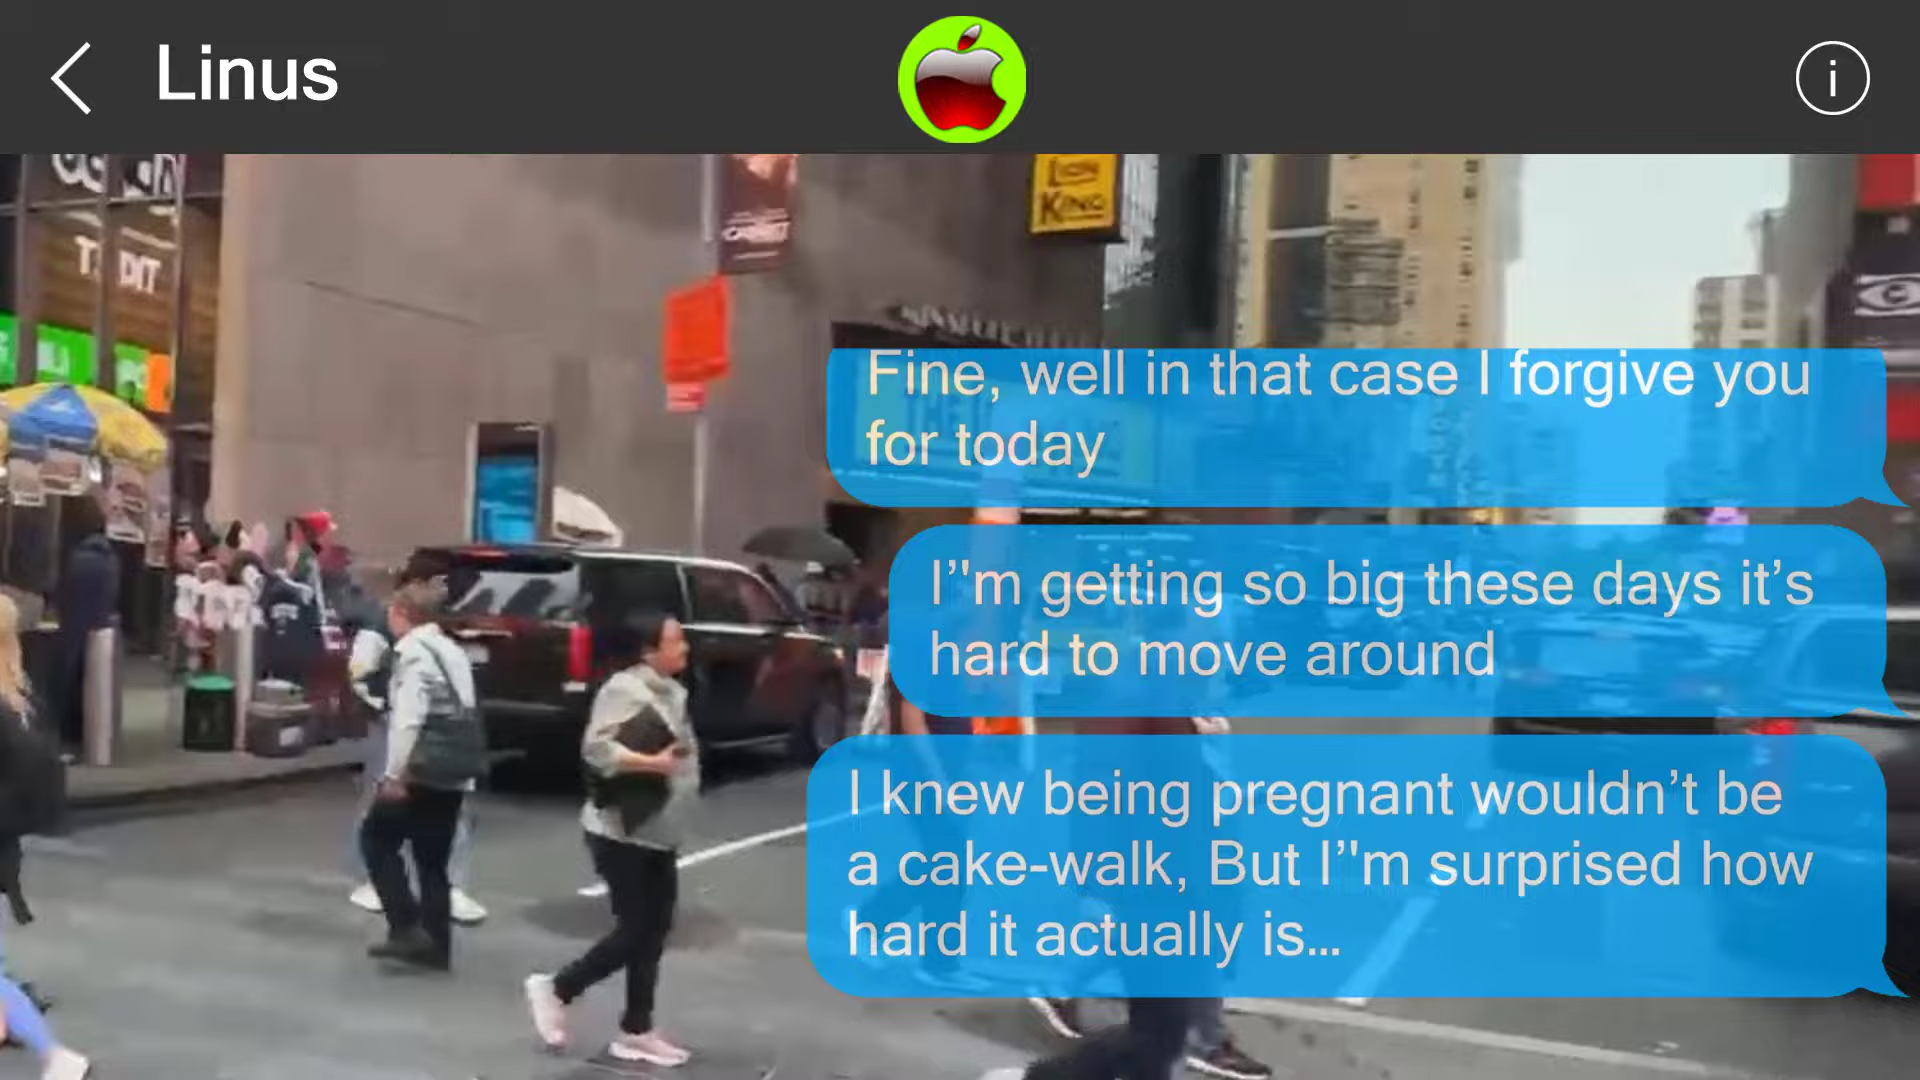 Linus
i
LION
KING
Fine, well in that case I forgive you
for today
I’'m getting so big these days it’s
hard to move around
I knew being pregnant wouldn’t be
a cake-walk, But I’'m surprised how
hard it actually is...